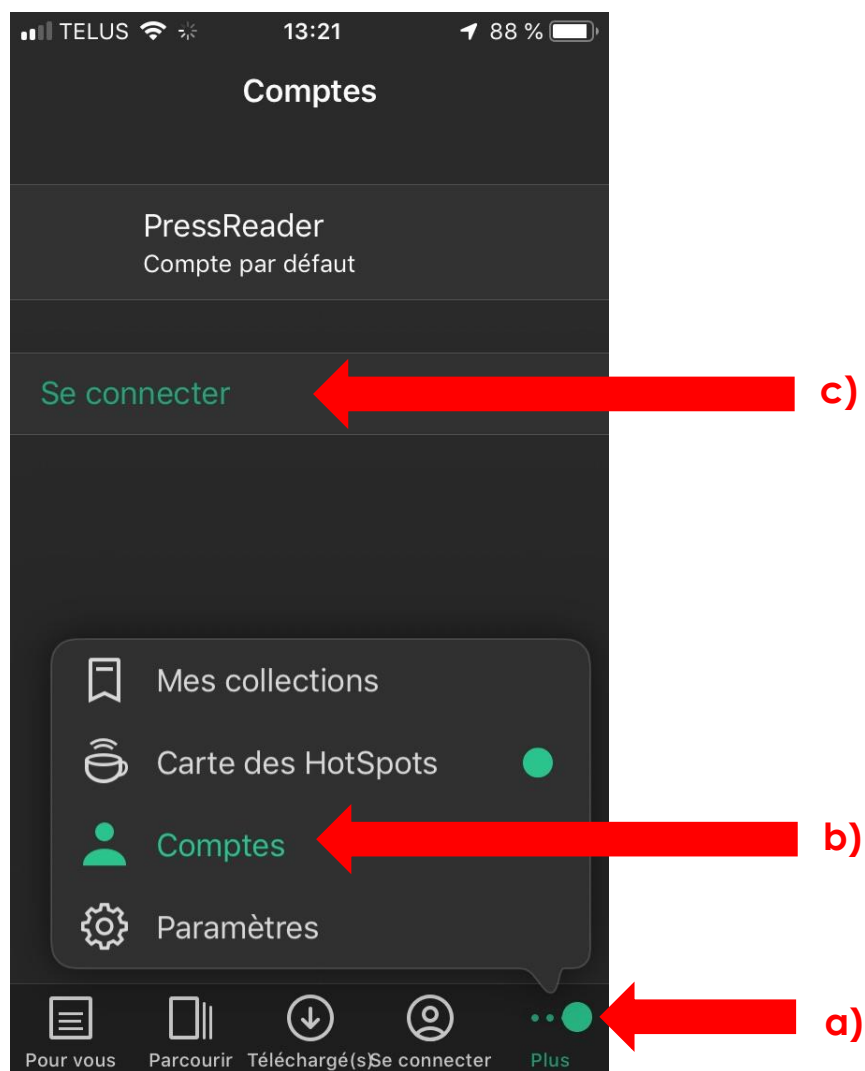 TELUS 13:21 88 %
Comptes
PressReader
Compte par défaut
Se connecter
c)
Mes collections
Carte des HotSpots
Comptes
b)
Paramètres
a)
Pour vous Parcourir Téléchargé(s) Se connecter Plus